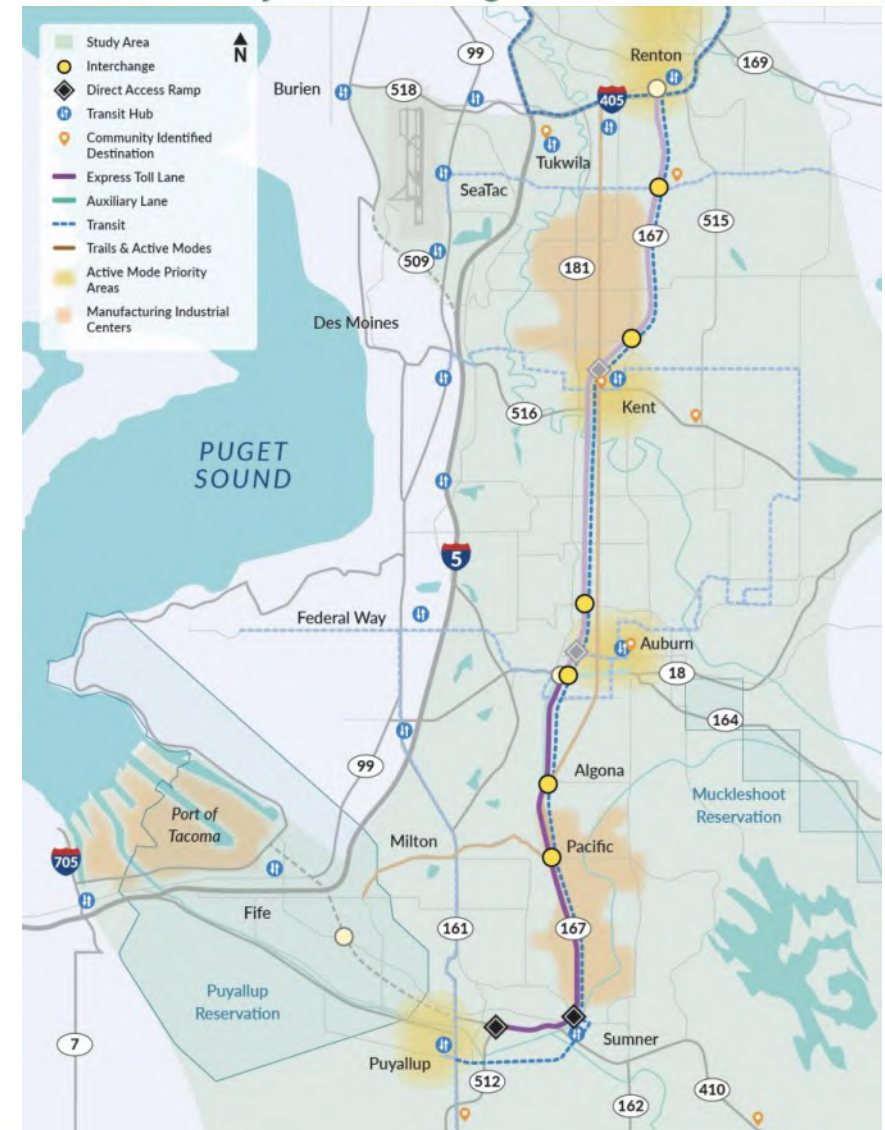 Study Area
Interchange
Direct Access Ramp
Transit Hub
Community Identified
Destination
Express Toll Lane
Auxiliary Lane
Transit
Trails & Active Modes
Active Mode Priority
Areas
Manufacturing Industrial
Centers
N
99
Renton
169
Burien
518
405
Tukwila
SeaTac
515
167
181
509
Des Moines
516
Kent
PUGET
SOUND
5
Federal Way
Auburn
18
164
99
Algona
Muckleshoot
Reservation
Port of
Tacoma
Milton
Pacific
705
Fife
161
167
Puyallup
Reservation
7
Sumner
Puyallup
512
410
162